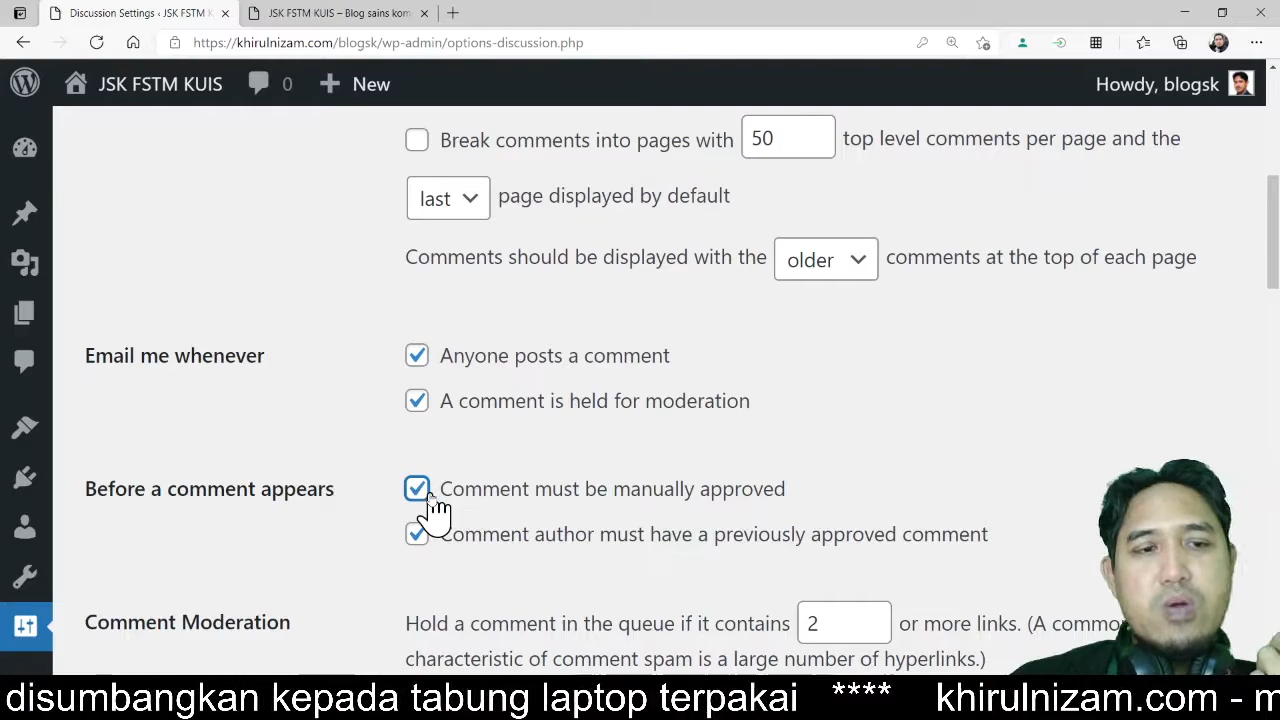 Discussion Settings ‹ JSK FSTM K
JSK FSTM KUIS – Blog sains kom
https://khirulnizam.com/blogsk/wp-admin/options-discussion.php
JSK FSTM KUIS 0 New Howdy, blogsk
Break comments into pages with 50 top level comments per page and the
last page displayed by default
Comments should be displayed with the older comments at the top of each page
Email me whenever Anyone posts a comment
A comment is held for moderation
Before a comment appears Comment must be manually approved
Comment author must have a previously approved comment
Comment Moderation Hold a comment in the queue if it contains 2 or more links. (A commo
characteristic of comment spam is a large number of hyperlinks.)
disumbangkan kepada tabung laptop terpakai **** khirulnizam.com - m